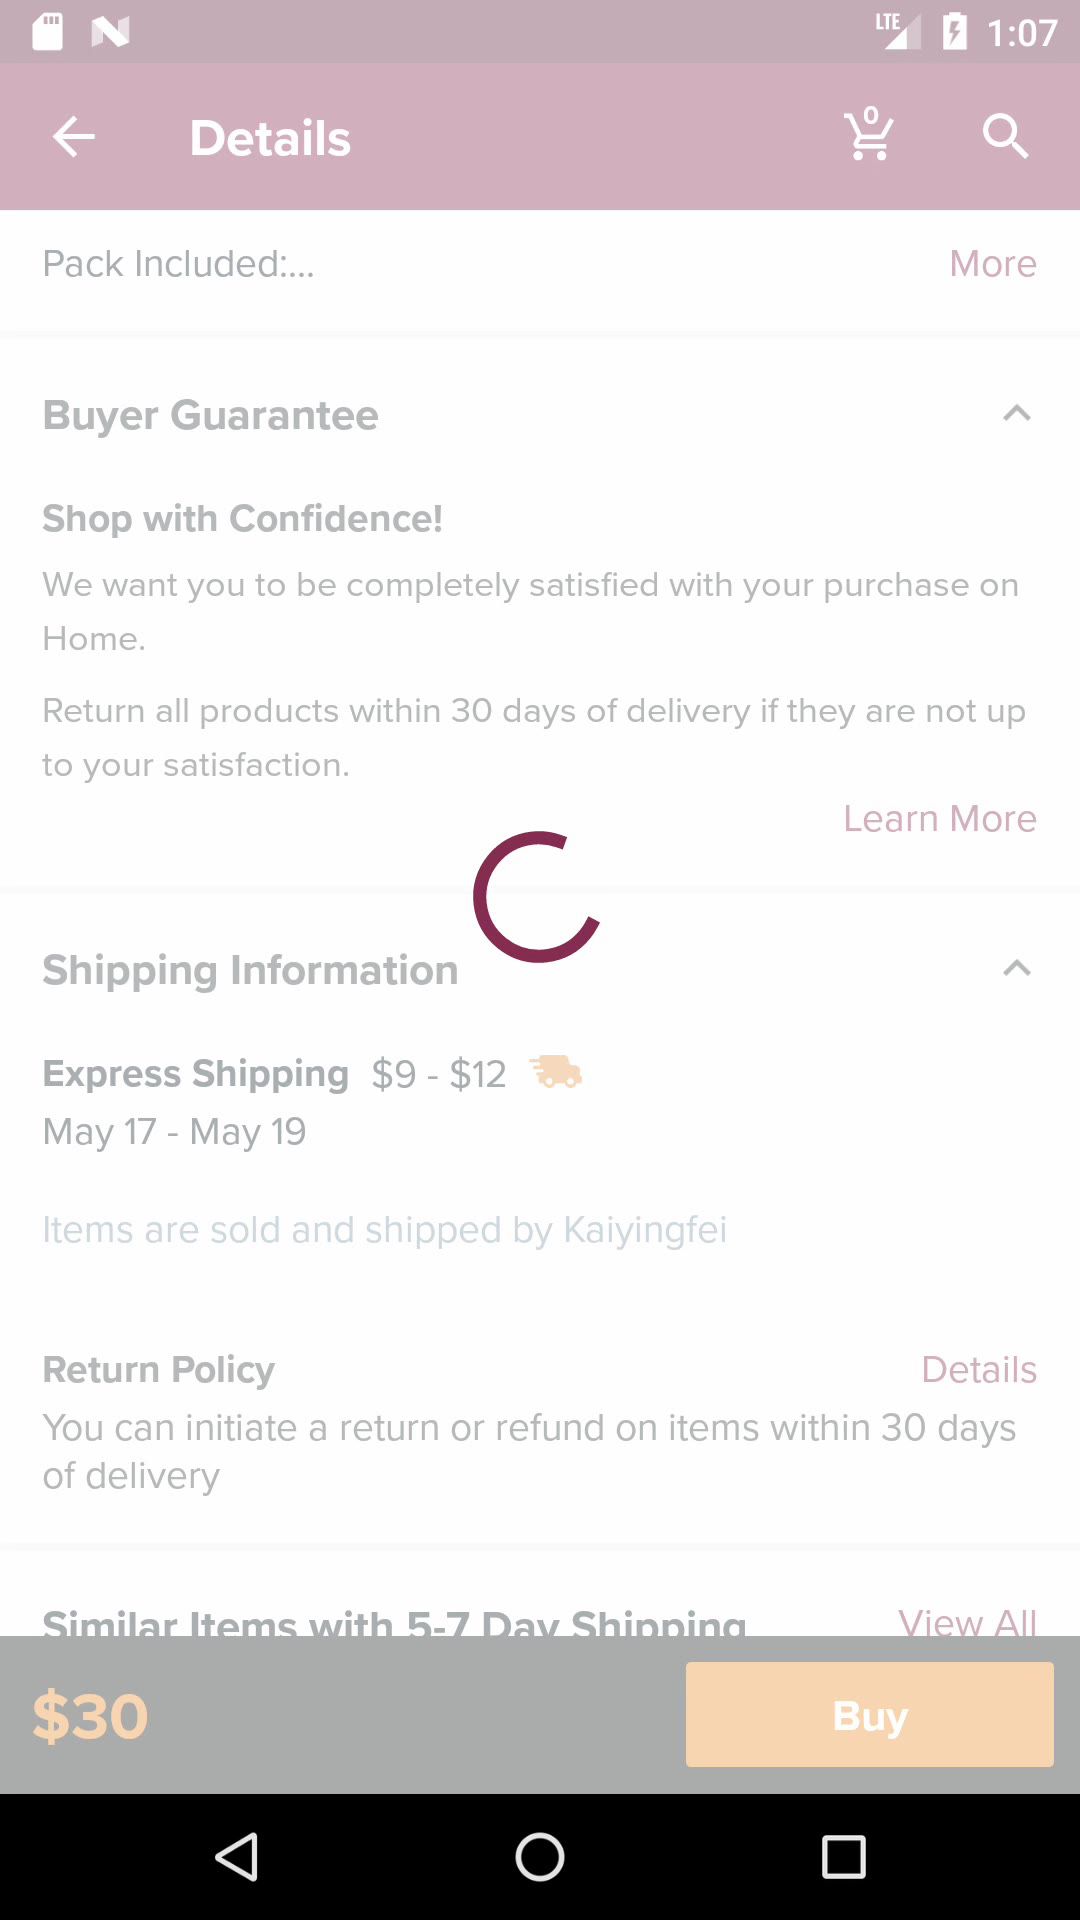 LTE 1:07
Details 0
Pack Included:... More
Buyer Guarantee
Shop with Confidence!
We want you to be completely satisfied with your purchase on
Home.
Return all products within 30 days of delivery if they are not up
to your satisfaction.
Learn More
Shipping Information
Express Shipping $9 - $12
May 17 - May 19
Items are sold and shipped by Kaiyingfei
Return Policy Details
You can initiate a return or refund on items within 30 days
of delivery
Similar Items with 5-7 Day Shipping View All
$30 Buy